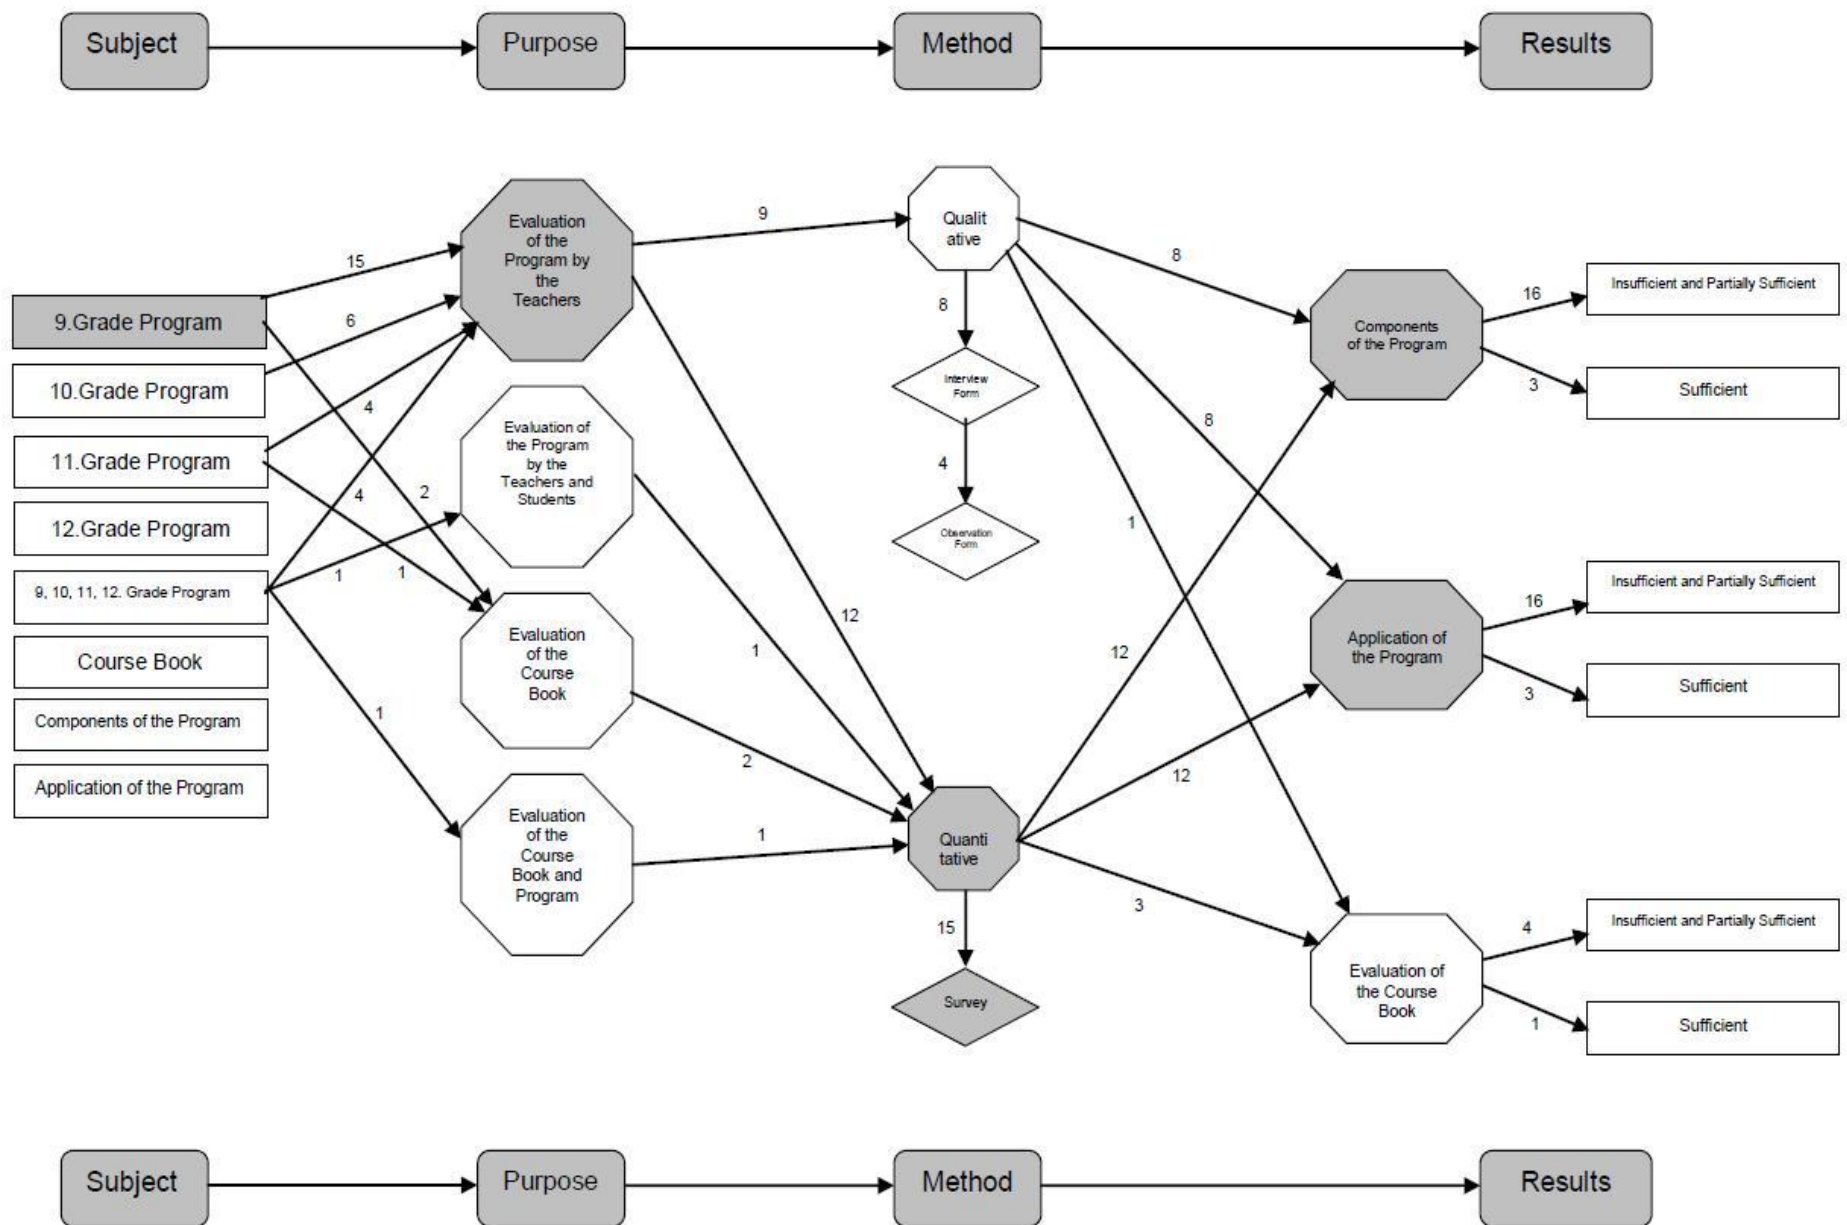 Subject
Purpose
Method
Results
9.Grade Program
10.Grade Program
11.Grade Program
12.Grade Program
9, 10, 11, 12. Grade Program
Course Book
Components of the Program
Application of the Program
15
6
4
4
2
1
1
1
Evaluation
of the
Program by
the
Teachers
Evaluation of
the Program
by the
Teachers and
Students
Evaluation
of the
Course
Book
Evaluation
of the
Course
Book and
Program
9
12
1
2
1
Qualit
ative
8
Interview
Form
4
Observation
Form
Quanti
tative
15
Survey
8
8
1
12
12
3
Components
of the Program
16
Insufficient and Partially Sufficient
3
Sufficient
Application of
the Program
16
Insufficient and Partially Sufficient
3
Sufficient
Evaluation of
the Course
Book
4
Insufficient and Partially Sufficient
1
Sufficient
Subject
Purpose
Method
Results